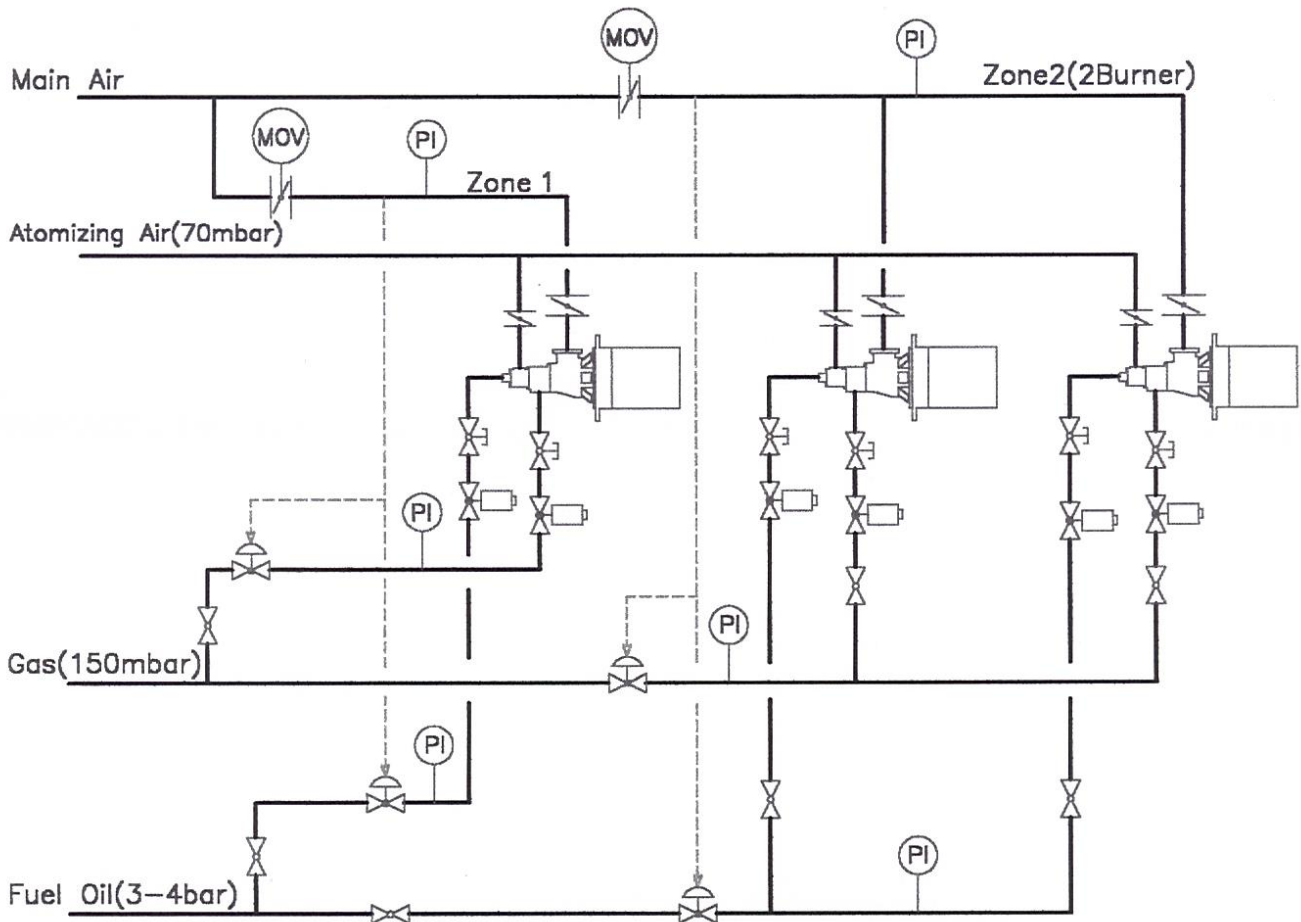 MOV
PI
Main Air
Zone2(2Burner)
MOV
PI
Zone 1
Atomizing Air(70mbar)
PI
PI
Gas(150mbar)
PI
PI
Fuel Oil(3-4bar)